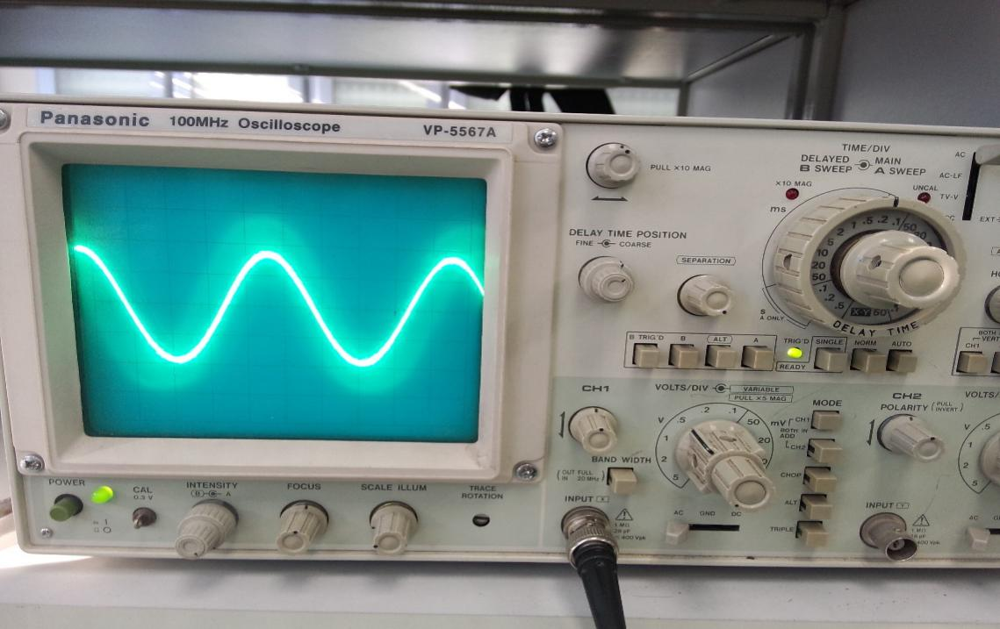 Panasonic 100MHz Oscilloscope VP-5567A
POWER
CAL
0.3 V
INTENSITY
B A
FOCUS
SCALE ILLUM
TRACE
ROTATION
PULL ×10 MAG
DELAY TIME POSITION
FINE COARSE
SEPARATION
TIME/DIV
DELAYED MAIN
B SWEEP A SWEEP
×10 MAG
UNCAL
ms
5 2 1 .5 .2 .1 50
10
20
50
.1
.2
.5
X-Y 50 .1
S
A ONLY
DELAY TIME
AC
AC-LF
TV-V
B TRIG'D B ALT A
TRIG'D
READY
SINGLE NORM AUTO
BOTH
VERT
CH1
CH1
VOLTS/DIV VARIABLE
PULL ×5 MAG
V .5 .2 .1 50 mV
1 20
2
5
BAND WIDTH
OUT FULL
IN 20MHz
INPUT X
1 MΩ
28 pF
400 Vpk
AC GND DC
MODE
CH1
BOTH IN
ADD
CH2
CHOP
ALT
TRIPLE
CH2
POLARITY (PULL INVERT)
INPUT Y
1 MΩ
28 pF
400 Vpk
V .5
1
2
5
AC